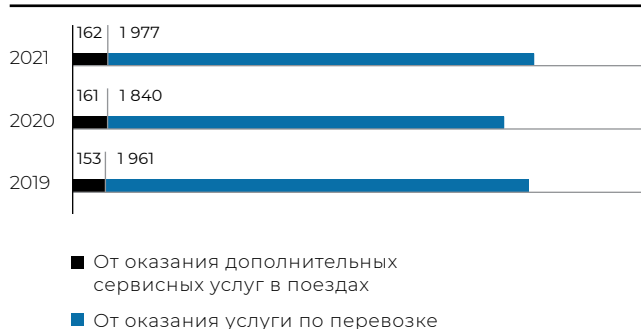 162 1 977
2021
161 1 840
2020
153 1 961
2019
От оказания дополнительных
сервисных услуг в поездах
От оказания услуги по перевозке